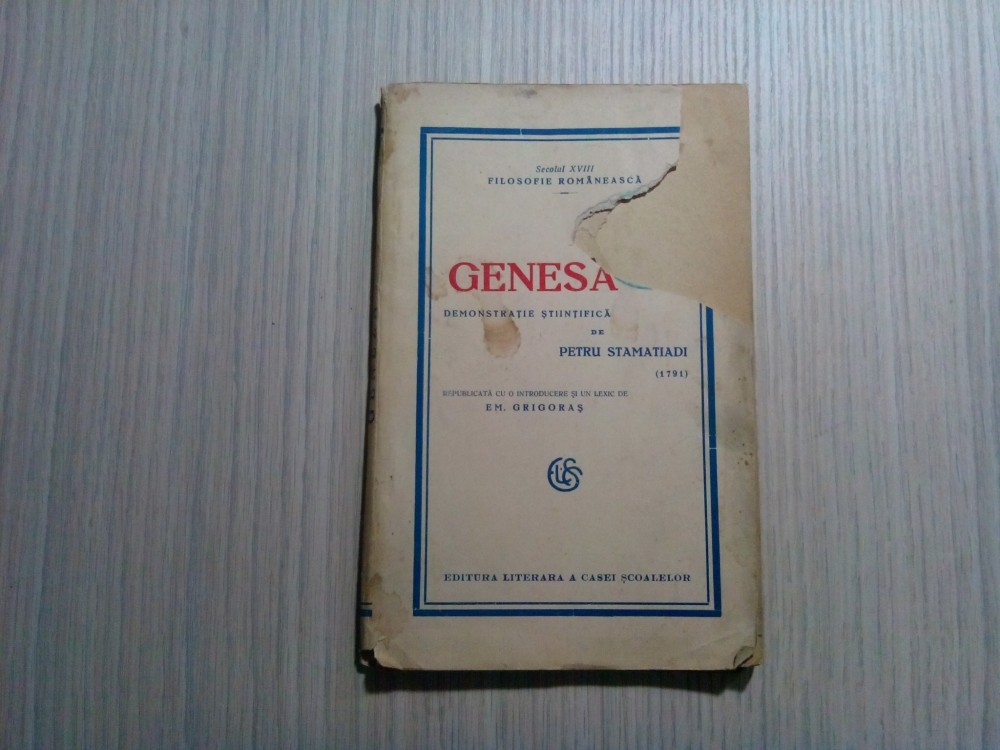 Secolul XVIII
FILOSOFIE ROMÂNEASCĂ
GENESA
DEMONSTRAȚIE ȘTIINȚIFICĂ
DE
PETRU STAMATIADI
(1791)
REPUBLICATĂ CU O INTRODUCERE ȘI UN LEXIC DE
EM. GRIGORAȘ
EDITURA LITERARA A CASEI ȘCOALELOR